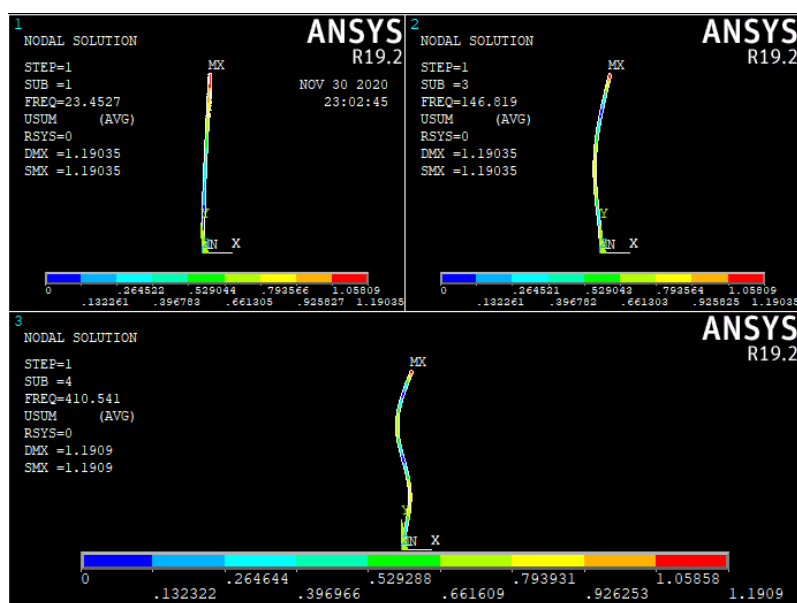 1
NODAL SOLUTION
STEP=1
SUB =1
FREQ=23.4527
USUM (AVG)
RSYS=0
DMX =1.19035
SMX =1.19035
ANSYS
R19.2
NOV 30 2020
23:02:45
MX
Y
MN X
0 .264522 .529044 .793566 1.05809
.132261 .396783 .661305 .925827 1.19035
2
NODAL SOLUTION
STEP=1
SUB =3
FREQ=146.819
USUM (AVG)
RSYS=0
DMX =1.19035
SMX =1.19035
ANSYS
R19.2
MX
Y
MN X
0 .264521 .529043 .793564 1.05809
.132261 .396782 .661303 .925825 1.19035
3
NODAL SOLUTION
STEP=1
SUB =4
FREQ=410.541
USUM (AVG)
RSYS=0
DMX =1.1909
SMX =1.1909
ANSYS
R19.2
MX
Y
MN X
0 .264644 .529288 .793931 1.05858
.132322 .396966 .661609 .926253 1.1909